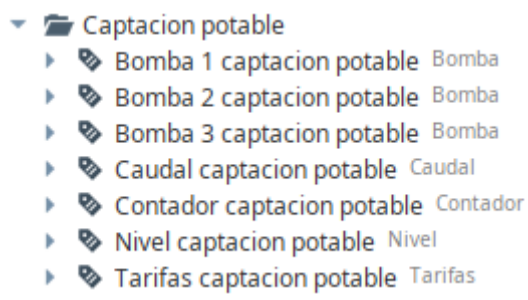 Captacion potable
Bomba 1 captacion potable Bomba
Bomba 2 captacion potable Bomba
Bomba 3 captacion potable Bomba
Caudal captacion potable Caudal
Contador captacion potable Contador
Nivel captacion potable Nivel
Tarifas captacion potable Tarifas